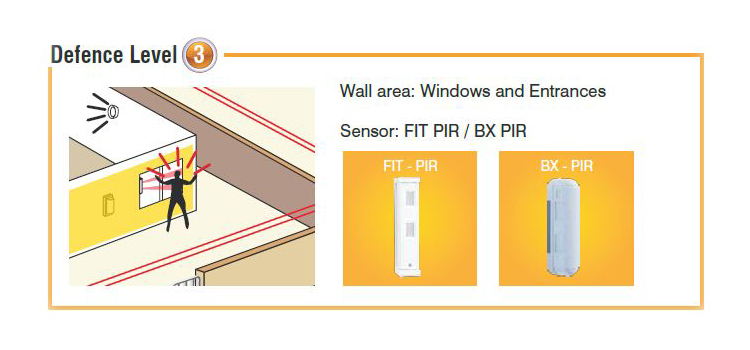 Defence Level 3
Wall area: Windows and Entrances
Sensor: FIT PIR / BX PIR
FIT - PIR
BX - PIR